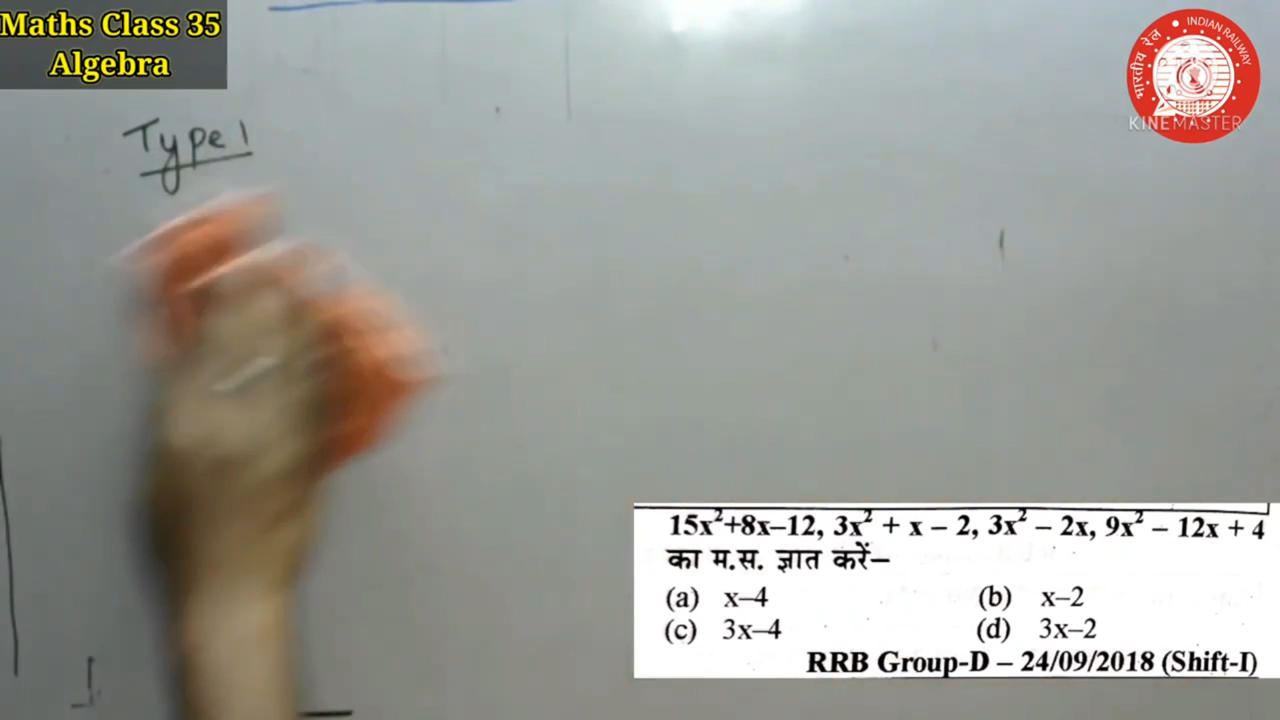 Maths Class 35
Algebra
भारतीय रेल
INDIAN RAILWAY
KINEMASTER
Type 1
15x²+8x–12, 3x² + x – 2, 3x² – 2x, 9x² – 12x + 4
का म.स. ज्ञात करें–
(a) x–4 (b) x–2
(c) 3x–4 (d) 3x–2
RRB Group-D – 24/09/2018 (Shift-I)